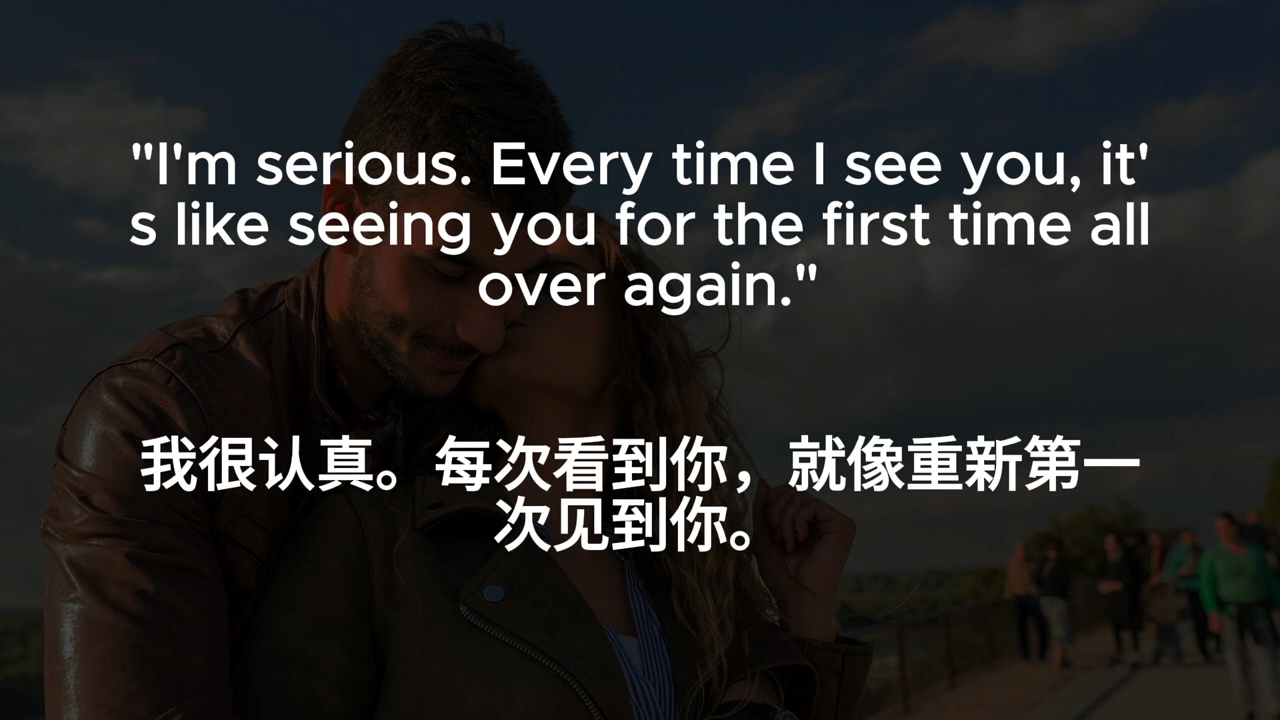 "I'm serious. Every time I see you, it'
s like seeing you for the first time all
over again."
我很认真。每次看到你，就像重新第一
次见到你。